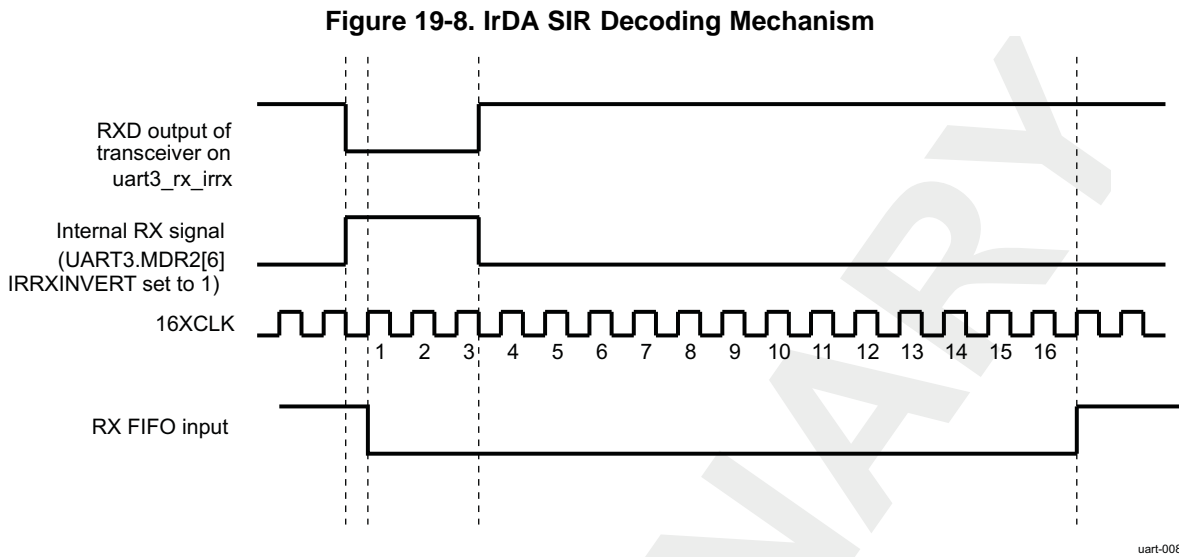 Figure 19-8. IrDA SIR Decoding Mechanism
RXD output of
transceiver on
uart3_rx_irrx
Internal RX signal
(UART3.MDR2[6]
IRRXINVERT set to 1)
16XCLK
1 2 3 4 5 6 7 8 9 10 11 12 13 14 15 16
RX FIFO input
NARY
uart-008